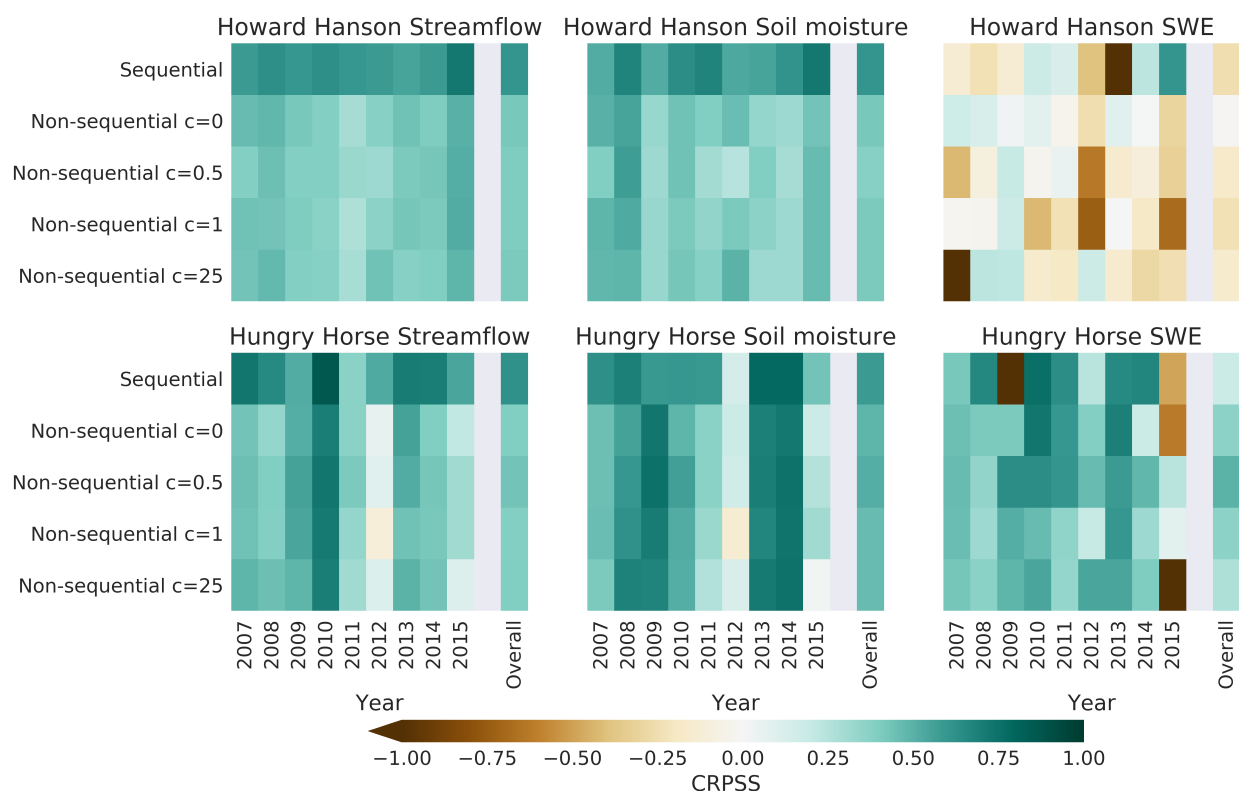 Howard Hanson Streamflow
Howard Hanson Soil moisture
Howard Hanson SWE
Sequential
Non-sequential c=0
Non-sequential c=0.5
Non-sequential c=1
Non-sequential c=25
Hungry Horse Streamflow
Hungry Horse Soil moisture
Hungry Horse SWE
Sequential
Non-sequential c=0
Non-sequential c=0.5
Non-sequential c=1
Non-sequential c=25
2007 2008 2009 2010 2011 2012 2013 2014 2015 Overall
2007 2008 2009 2010 2011 2012 2013 2014 2015 Overall
2007 2008 2009 2010 2011 2012 2013 2014 2015 Overall
Year
Year
Year
−1.00 −0.75 −0.50 −0.25 0.00 0.25 0.50 0.75 1.00
CRPSS